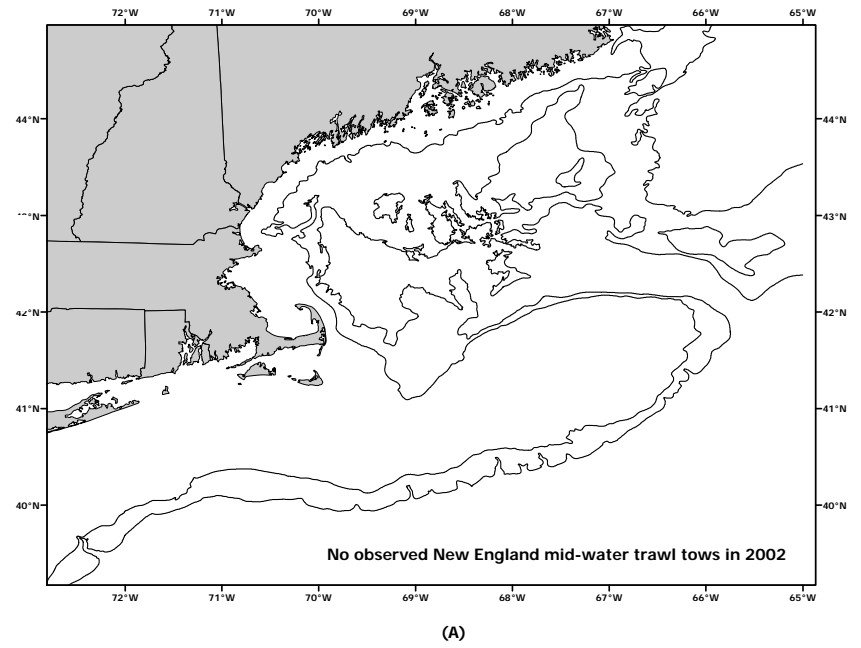 72°W 71°W 70°W 69°W 68°W 67°W 66°W 65°W
44°N 44°N
43°N
42°N 42°N
41°N 41°N
40°N 40°N
No observed New England mid-water trawl tows in 2002
72°W 71°W 70°W 69°W 68°W 67°W 66°W 65°W
(A)